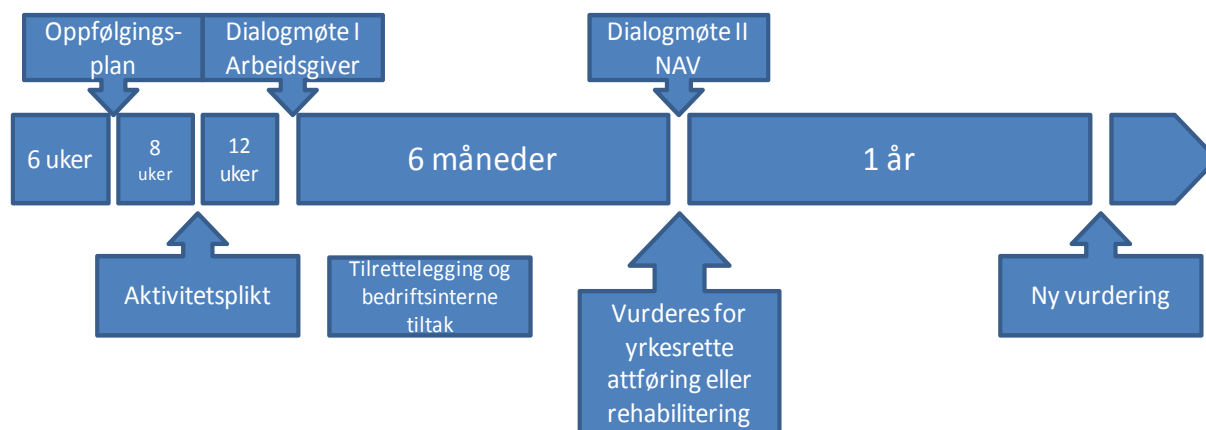 Oppfølgings-
plan
Dialogmøte I
Arbeidsgiver
Dialogmøte II
NAV
6 uker
8
uker
12
uker
6 måneder
1 år
Aktivitetsplikt
Tilrettelegging og
bedriftsinterne
tiltak
Vurderes for
yrkesrette
attføring eller
rehabilitering
Ny vurdering